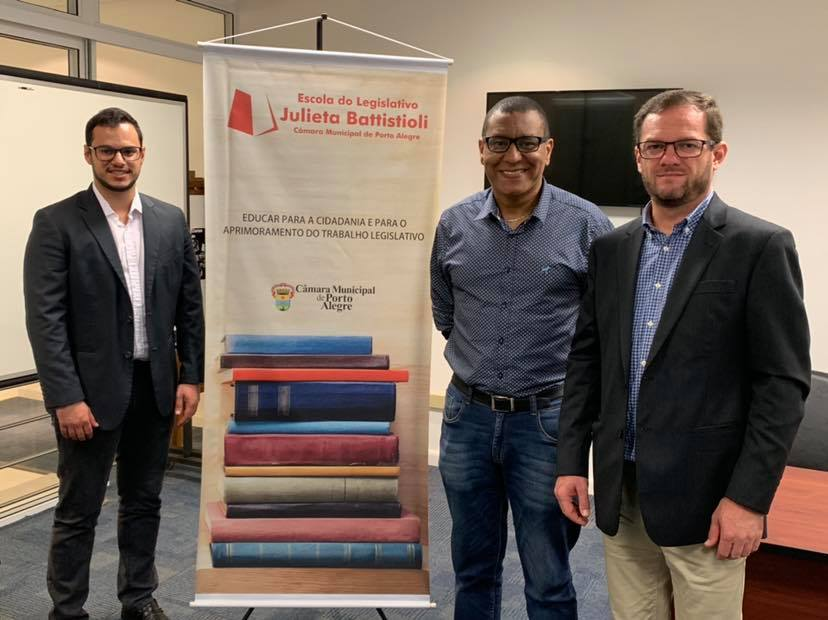 Escola do Legislativo
Julieta Battistioli
Câmara Municipal de Porto Alegre
EDUCAR PARA A CIDADANIA E PARA O
APRIMORAMENTO DO TRABALHO LEGISLATIVO
Câmara Municipal
de Porto
Alegre